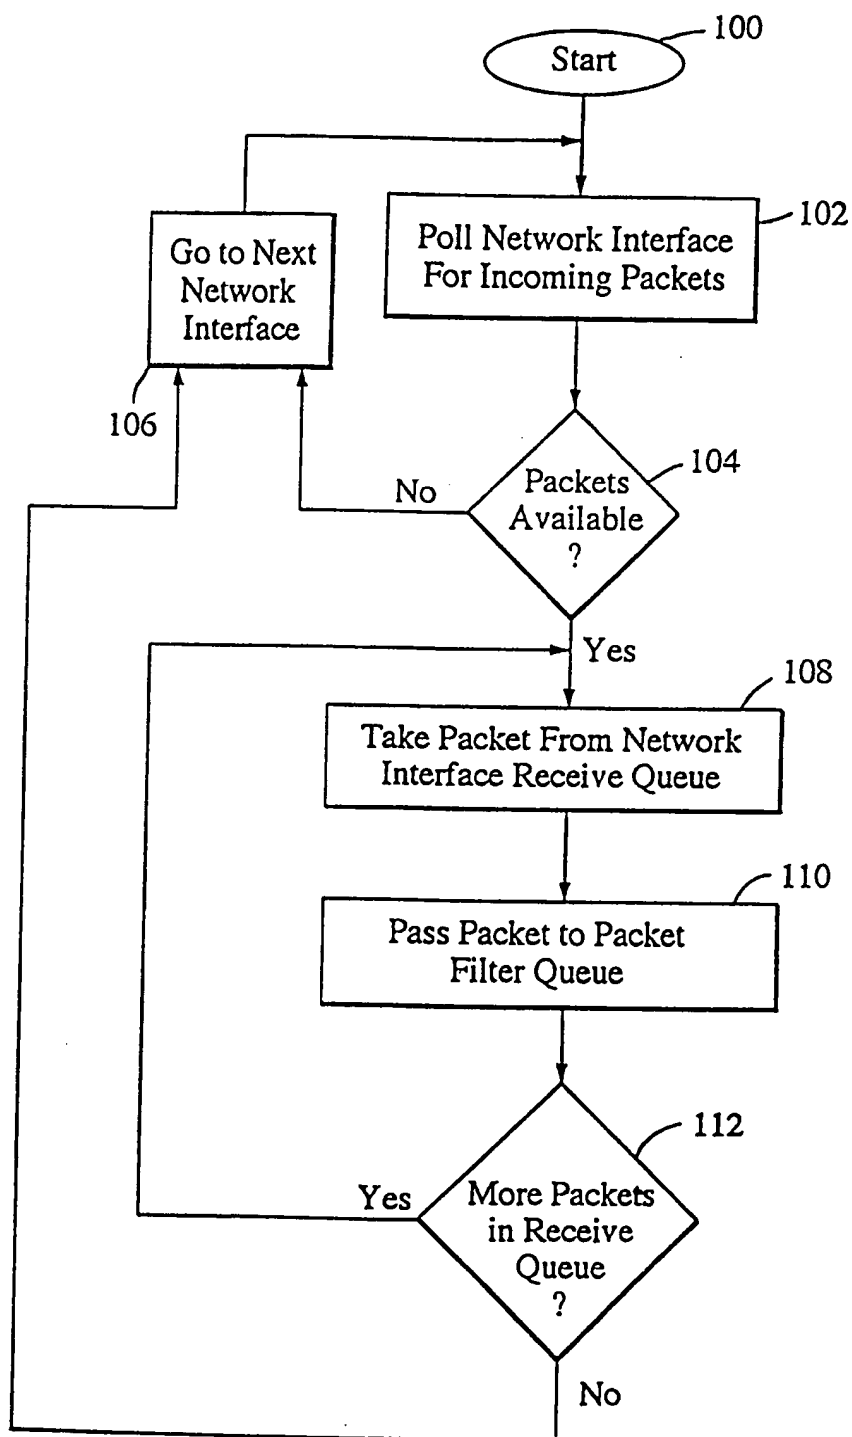 100
Start
102
Poll Network Interface
For Incoming Packets
Go to Next
Network
Interface
106
104
No
Packets
Available
?
Yes
108
Take Packet From Network
Interface Receive Queue
110
Pass Packet to Packet
Filter Queue
112
Yes
More Packets
in Receive
Queue
?
No